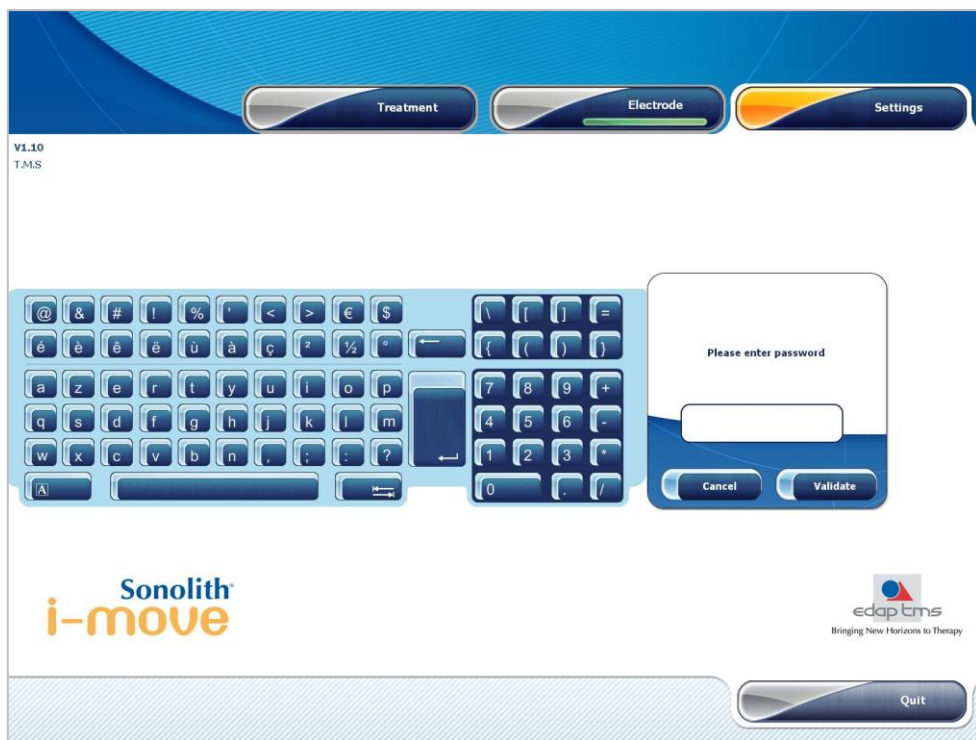 Treatment
Electrode
Settings
V1.10
T.M.S
@ & # ! % ' < > € $ \ [ ] =
é è ê ë ù à ç ² ½ ° { ( ) }
a z e r t y u i o p 7 8 9 +
q s d f g h j k l m 4 5 6 -
w x c v b n , ; : ? 1 2 3 *
A 0 . /
Please enter password
Cancel Validate
Sonolith
i-move
edap tms
Bringing New Horizons to Therapy
Quit